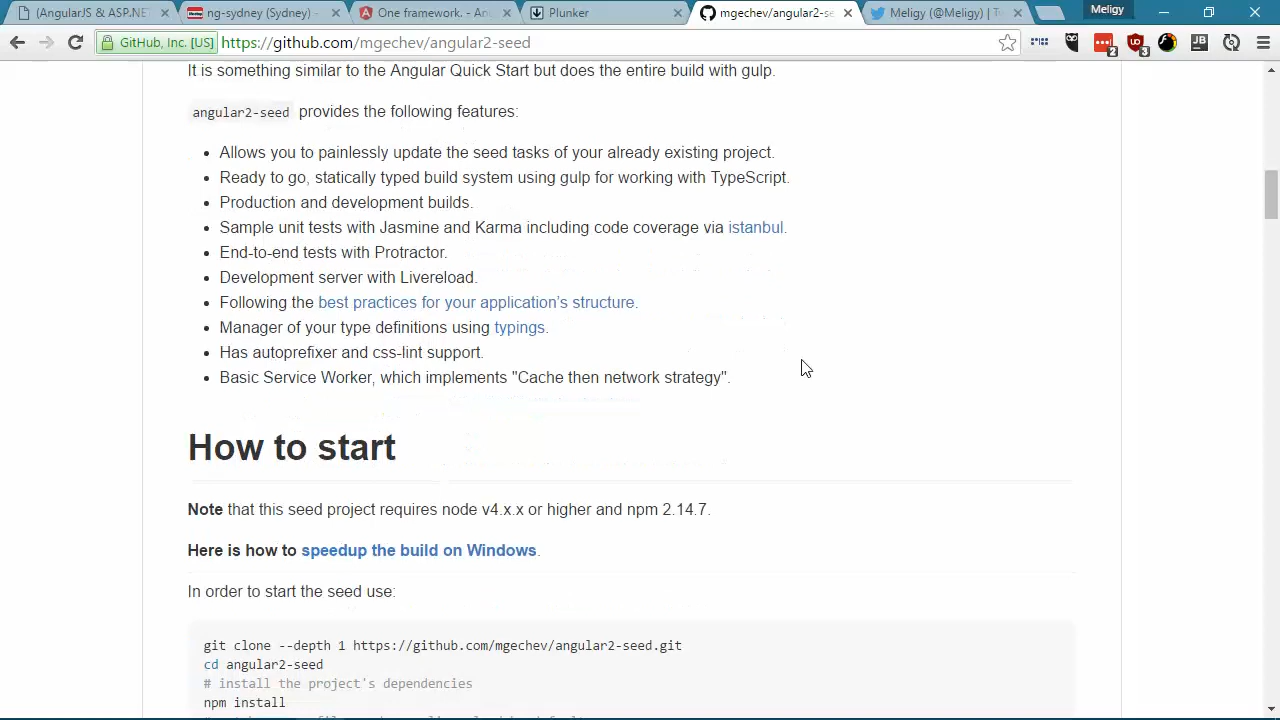 (AngularJS & ASP.NET
ng-sydney (Sydney) -
One framework. - An
Plunker
mgechev/angular2-se
Meligy (@Meligy) | Tw
Meligy
GitHub, Inc. [US]
https://github.com/mgechev/angular2-seed
2
3
JB
It is something similar to the Angular Quick Start but does the entire build with gulp.
angular2-seed provides the following features:
Allows you to painlessly update the seed tasks of your already existing project.
Ready to go, statically typed build system using gulp for working with TypeScript.
Production and development builds.
Sample unit tests with Jasmine and Karma including code coverage via istanbul.
End-to-end tests with Protractor.
Development server with Livereload.
Following the best practices for your application's structure.
Manager of your type definitions using typings.
Has autoprefixer and css-lint support.
Basic Service Worker, which implements "Cache then network strategy".
How to start
Note that this seed project requires node v4.x.x or higher and npm 2.14.7.
Here is how to speedup the build on Windows.
In order to start the seed use:
git clone --depth 1 https://github.com/mgechev/angular2-seed.git
cd angular2-seed
# install the project's dependencies
npm install